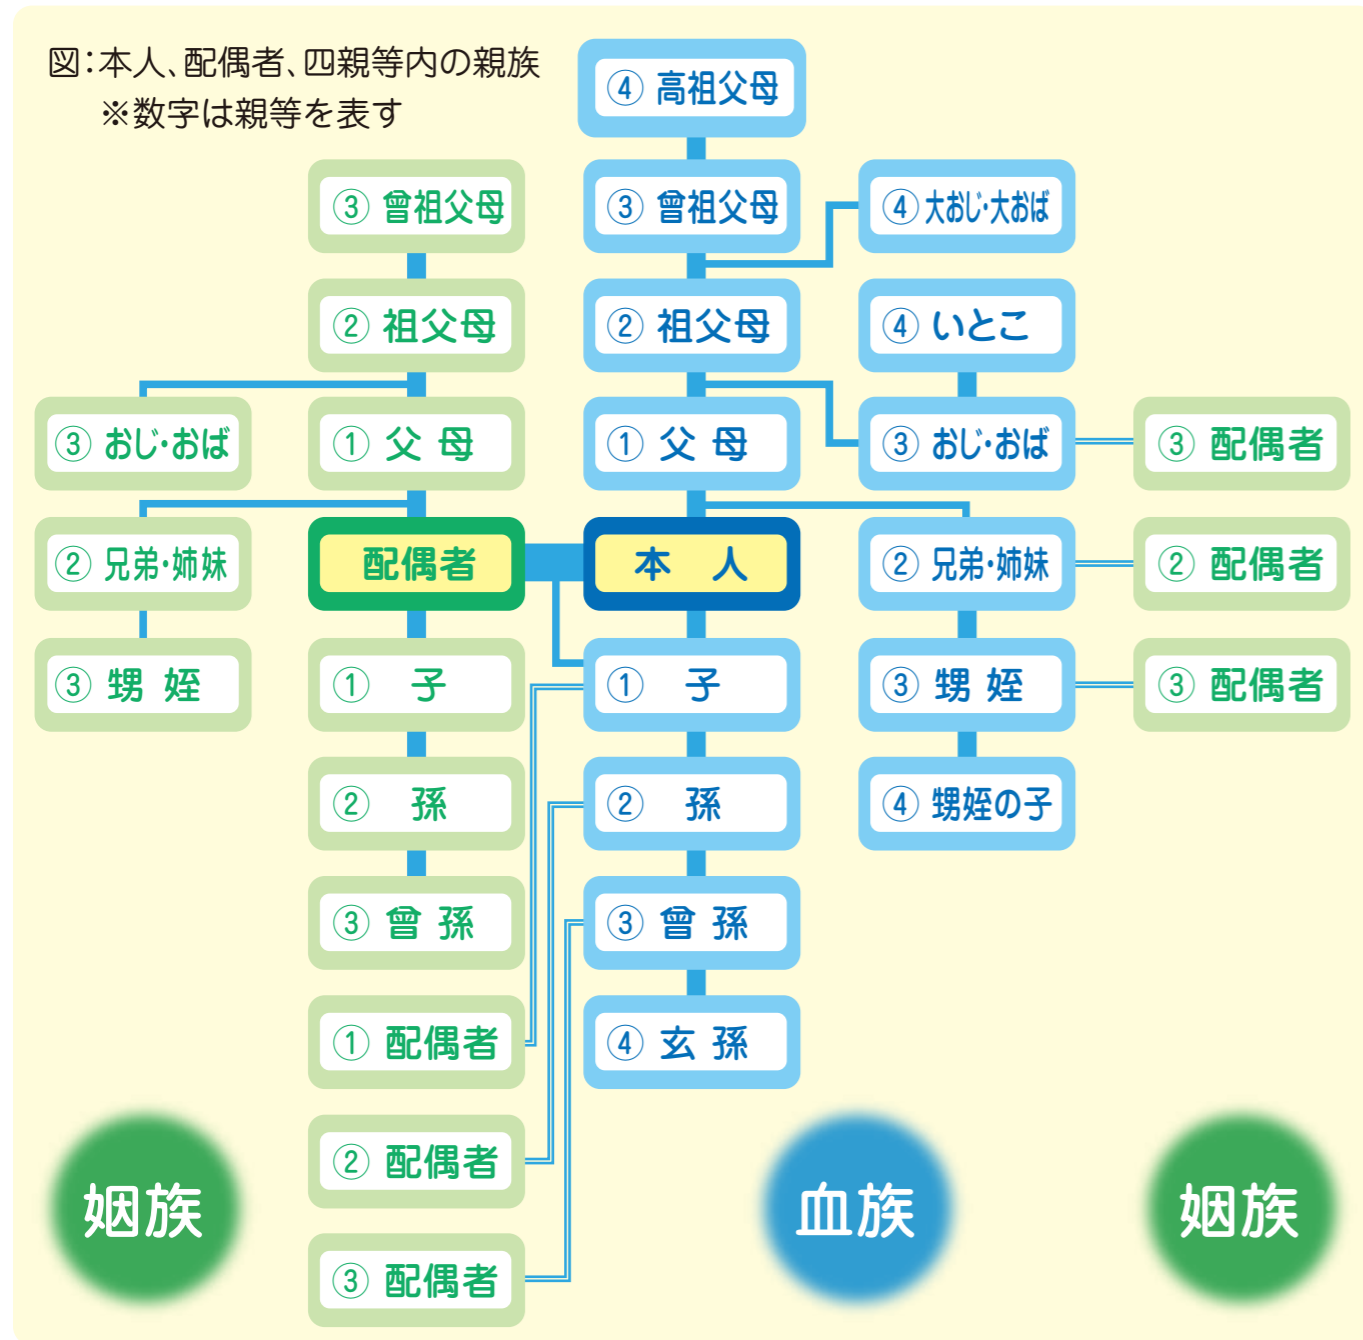 図:本人、配偶者、四親等内の親族
※数字は親等を表す
④ 高祖父母
③ 曾祖父母
③ 曾祖父母
④ 大おじ・大おば
② 祖父母
② 祖父母
④ いとこ
③ おじ・おば
① 父 母
① 父 母
③ おじ・おば
③ 配偶者
② 兄弟・姉妹
配偶者
本 人
② 兄弟・姉妹
② 配偶者
③ 甥 姪
① 子
① 子
③ 甥 姪
③ 配偶者
② 孫
② 孫
④ 甥姪の子
③ 曾 孫
③ 曾 孫
① 配偶者
④ 玄 孫
② 配偶者
③ 配偶者
姻族
血族
姻族